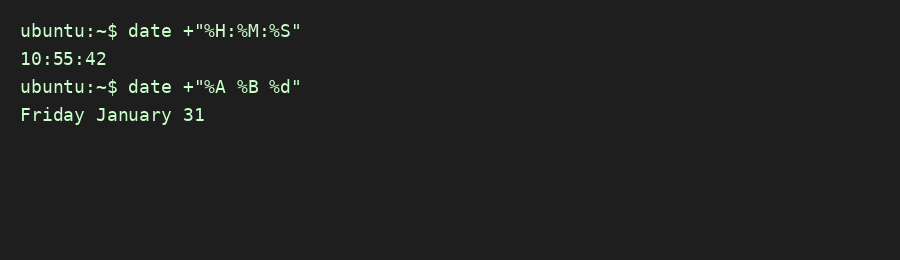 ubuntu:~$ date +"%H:%M:%S"
10:55:42
ubuntu:~$ date +"%A %B %d"
Friday January 31